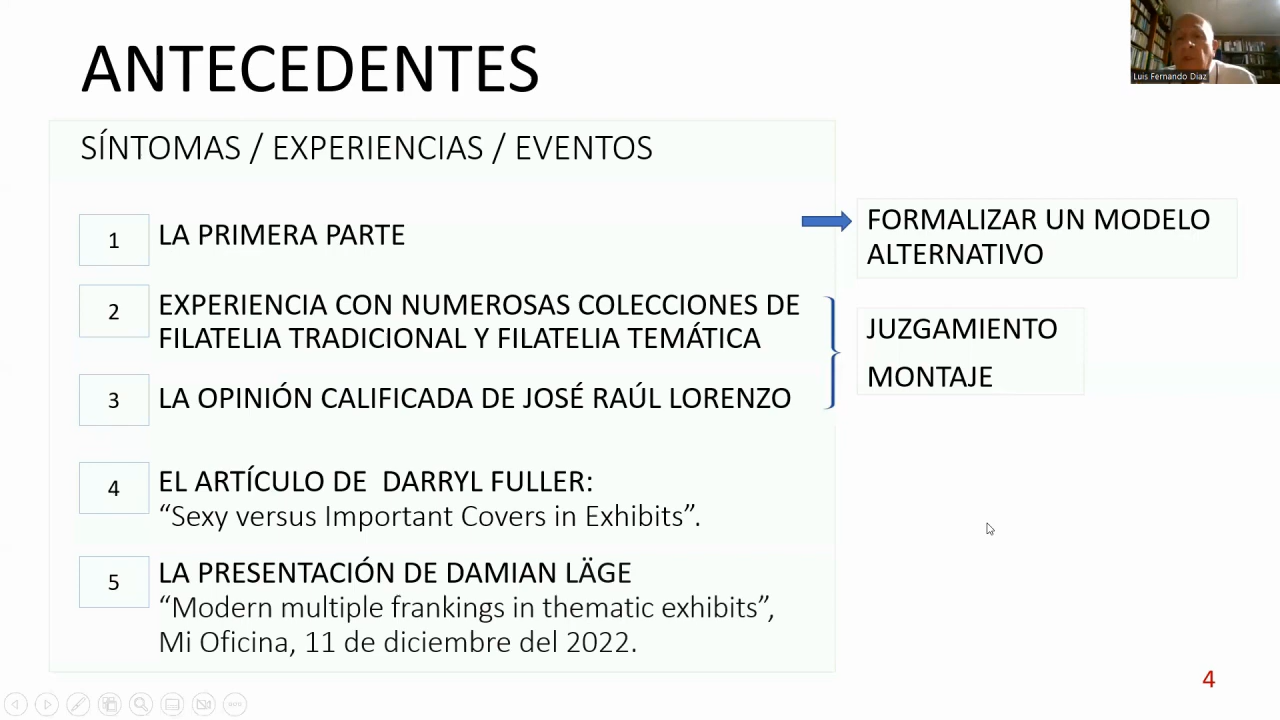 ANTECEDENTES
Luis Fernando Diaz
SÍNTOMAS / EXPERIENCIAS / EVENTOS
1 LA PRIMERA PARTE
FORMALIZAR UN MODELO
ALTERNATIVO
2 EXPERIENCIA CON NUMEROSAS COLECCIONES DE
FILATELIA TRADICIONAL Y FILATELIA TEMÁTICA
3 LA OPINIÓN CALIFICADA DE JOSÉ RAÚL LORENZO
JUZGAMIENTO
MONTAJE
4 EL ARTÍCULO DE  DARRYL FULLER:
“Sexy versus Important Covers in Exhibits”.
5 LA PRESENTACIÓN DE DAMIAN LÄGE
“Modern multiple frankings in thematic exhibits”,
Mi Oficina, 11 de diciembre del 2022.
4